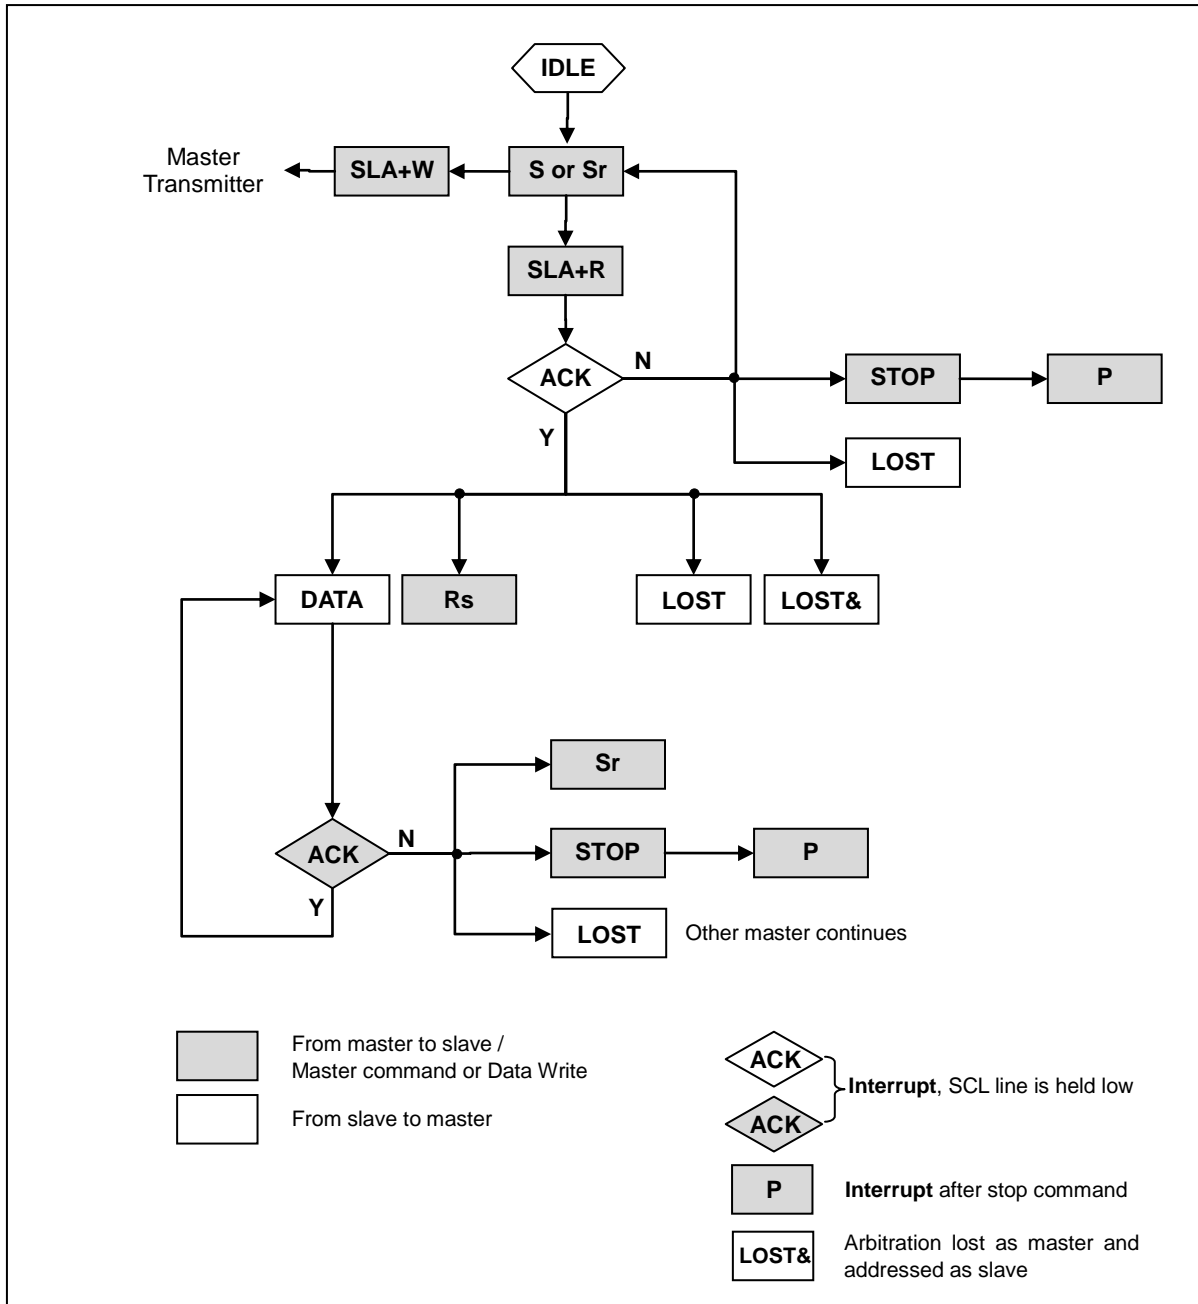 IDLE
Master
Transmitter
SLA+W
S or Sr
SLA+R
ACK
N
STOP
P
Y
LOST
DATA
Rs
LOST
LOST&
Sr
ACK
N
STOP
P
Y
LOST
Other master continues
From master to slave /
Master command or Data Write
From slave to master
ACK
Interrupt, SCL line is held low
ACK
P
Interrupt after stop command
LOST&
Arbitration lost as master and
addressed as slave